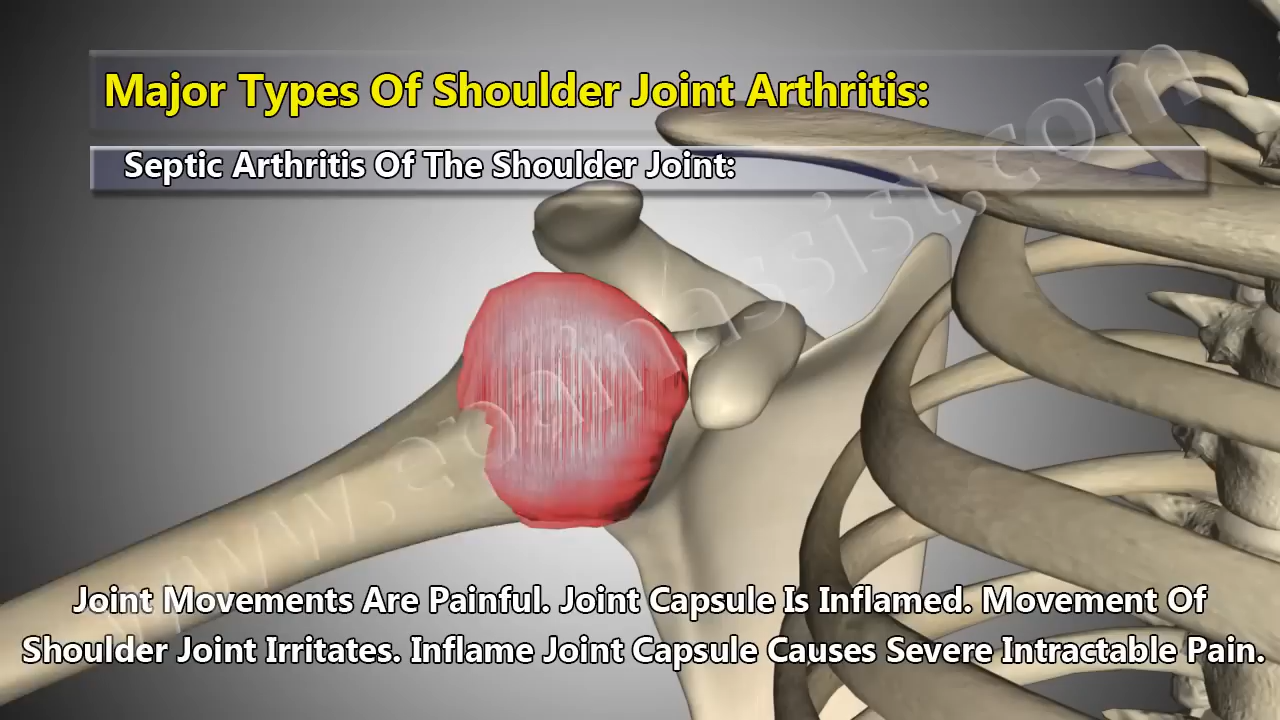 Major Types Of Shoulder Joint Arthritis:
Septic Arthritis Of The Shoulder Joint:
Joint Movements Are Painful. Joint Capsule Is Inflamed. Movement Of
Shoulder Joint Irritates. Inflame Joint Capsule Causes Severe Intractable Pain.